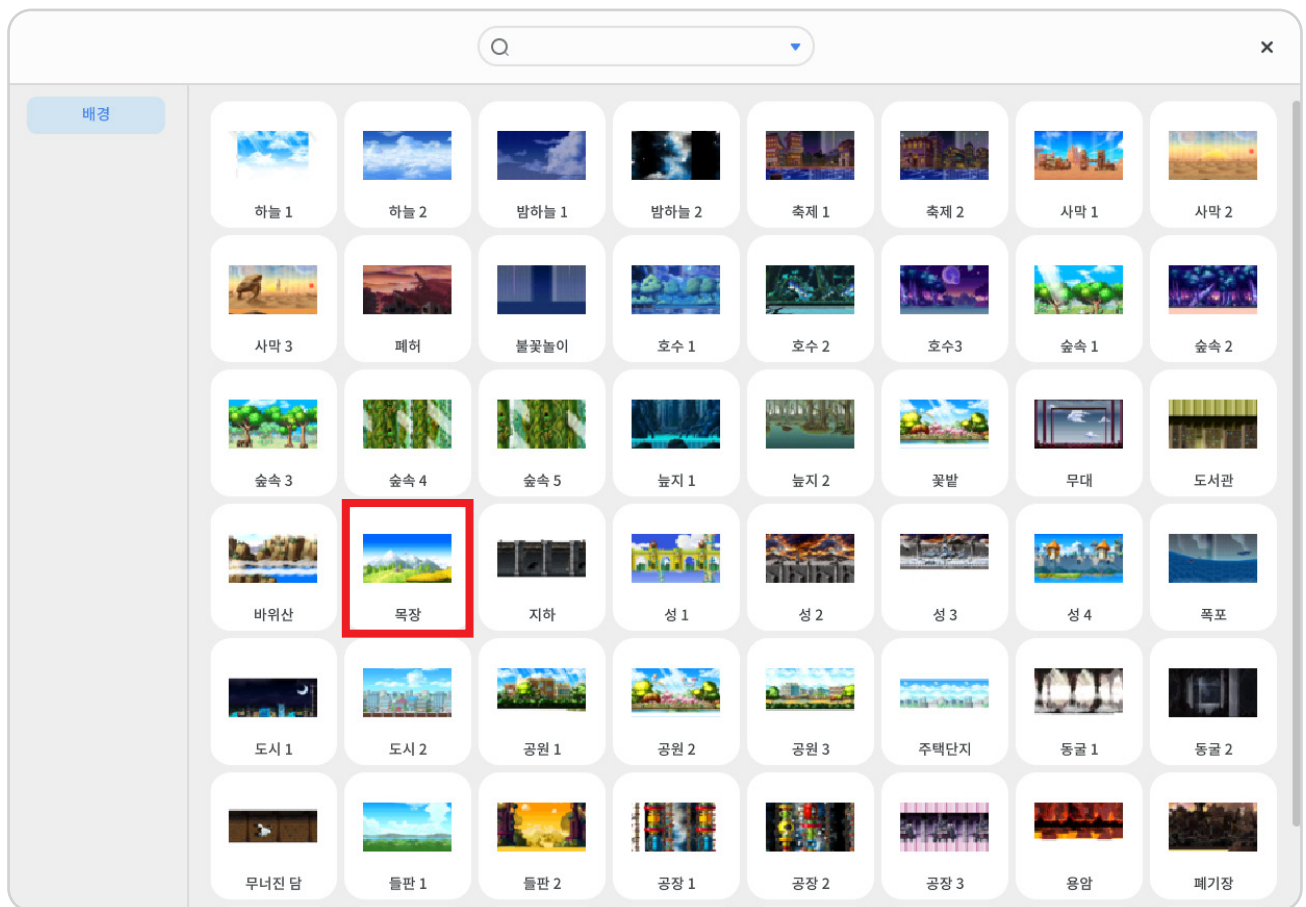 배경
하늘 1
하늘 2
밤하늘 1
밤하늘 2
축제 1
축제 2
사막 1
사막 2
사막 3
폐허
불꽃놀이
호수 1
호수 2
호수3
숲속 1
숲속 2
숲속 3
숲속 4
숲속 5
늪지 1
늪지 2
꽃밭
무대
도서관
바위산
목장
지하
성 1
성 2
성 3
성 4
폭포
도시 1
도시 2
공원 1
공원 2
공원 3
주택단지
동굴 1
동굴 2
무너진 담
들판 1
들판 2
공장 1
공장 2
공장 3
용암
폐기장